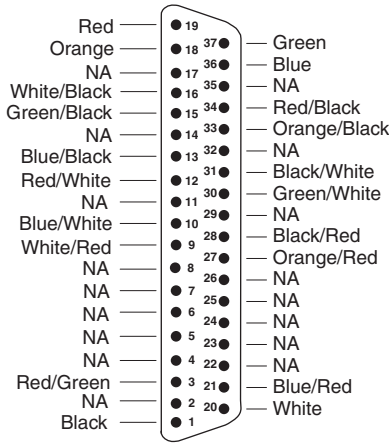 Red 19
Orange 18
NA 17
White/Black 16
Green/Black 15
NA 14
Blue/Black 13
Red/White 12
NA 11
Blue/White 10
White/Red 9
NA 8
NA 7
NA 6
NA 5
NA 4
Red/Green 3
NA 2
Black 1
37 Green
36 Blue
35 NA
34 Red/Black
33 Orange/Black
32 NA
31 Black/White
30 Green/White
29 NA
28 Black/Red
27 Orange/Red
26 NA
25 NA
24 NA
23 NA
22 NA
21 Blue/Red
20 White